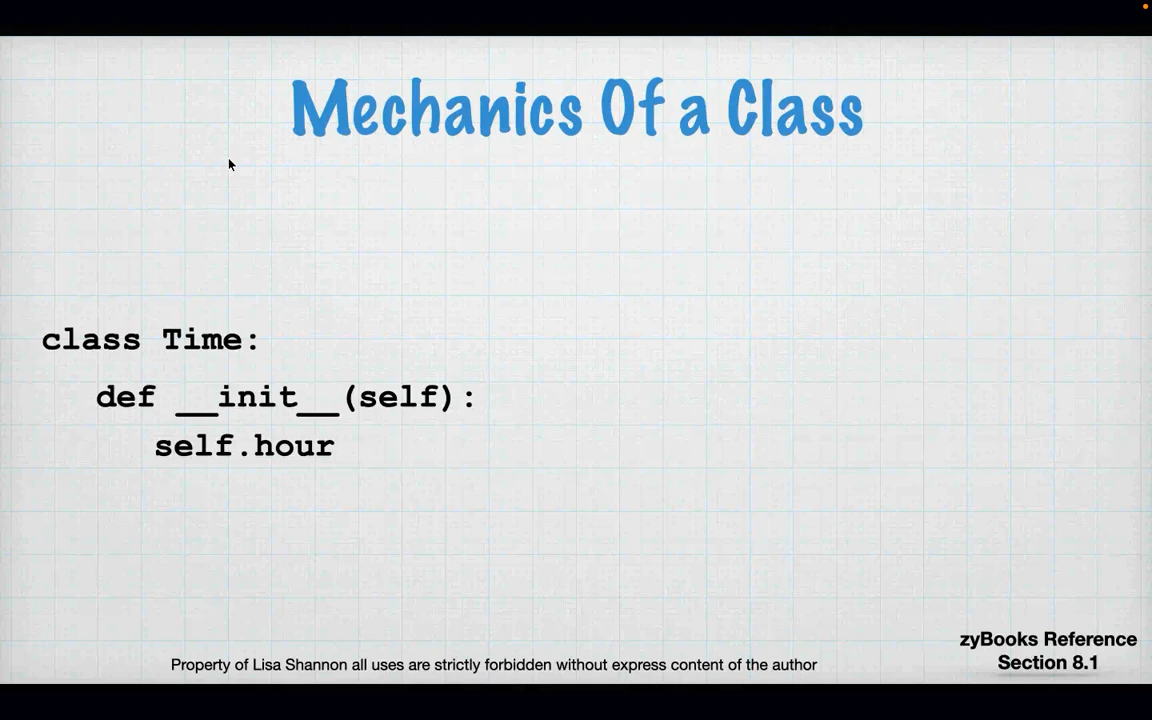 Mechanics Of a Class
class Time:
def __init__(self):
self.hour
zyBooks Reference
Section 8.1
Property of Lisa Shannon all uses are strictly forbidden without express content of the author